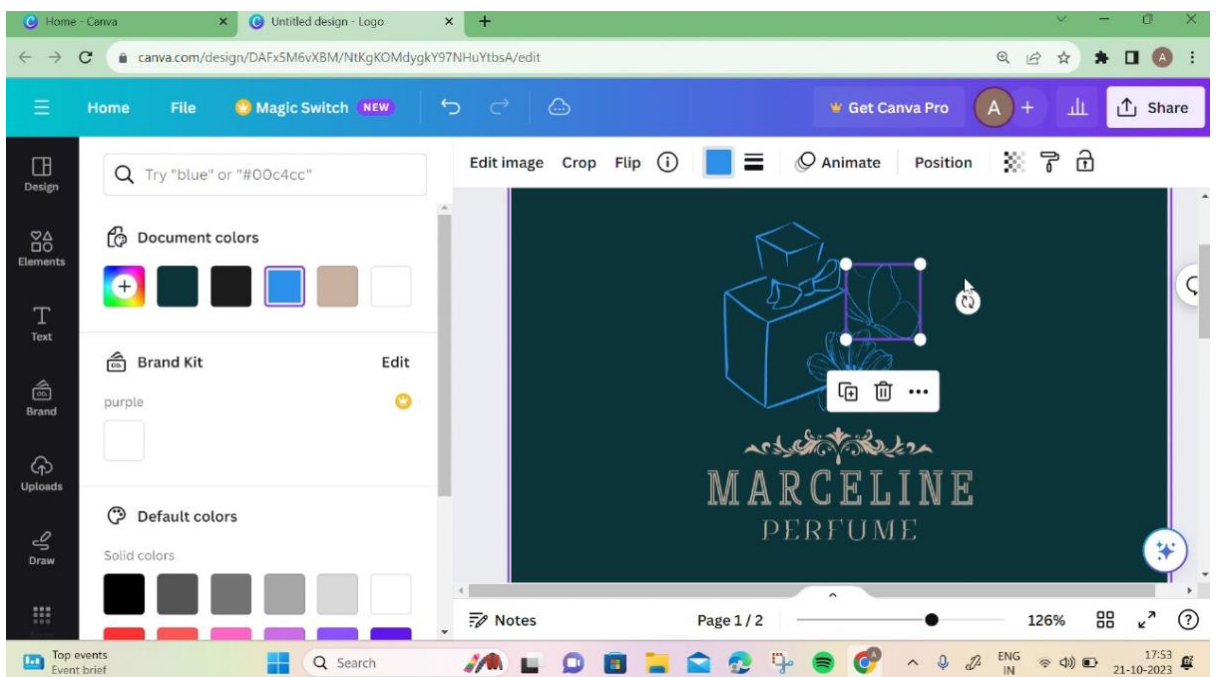 Home - Canva
Untitled design - Logo
canva.com/design/DAFx5M6vXBM/NtKgKOMdygkY97NHuYtbsA/edit
Home File Magic Switch NEW Get Canva Pro A Share
Try "blue" or "#00c4cc"
Edit image Crop Flip Animate Position
Design
Elements
Text
Brand
Uploads
Draw
Document colors
Brand Kit Edit
purple
Default colors
Solid colors
MARCELINE
PERFUME
Notes Page 1 / 2 126%
Top events
Event brief
Search
ENG
IN
17:53
21-10-2023